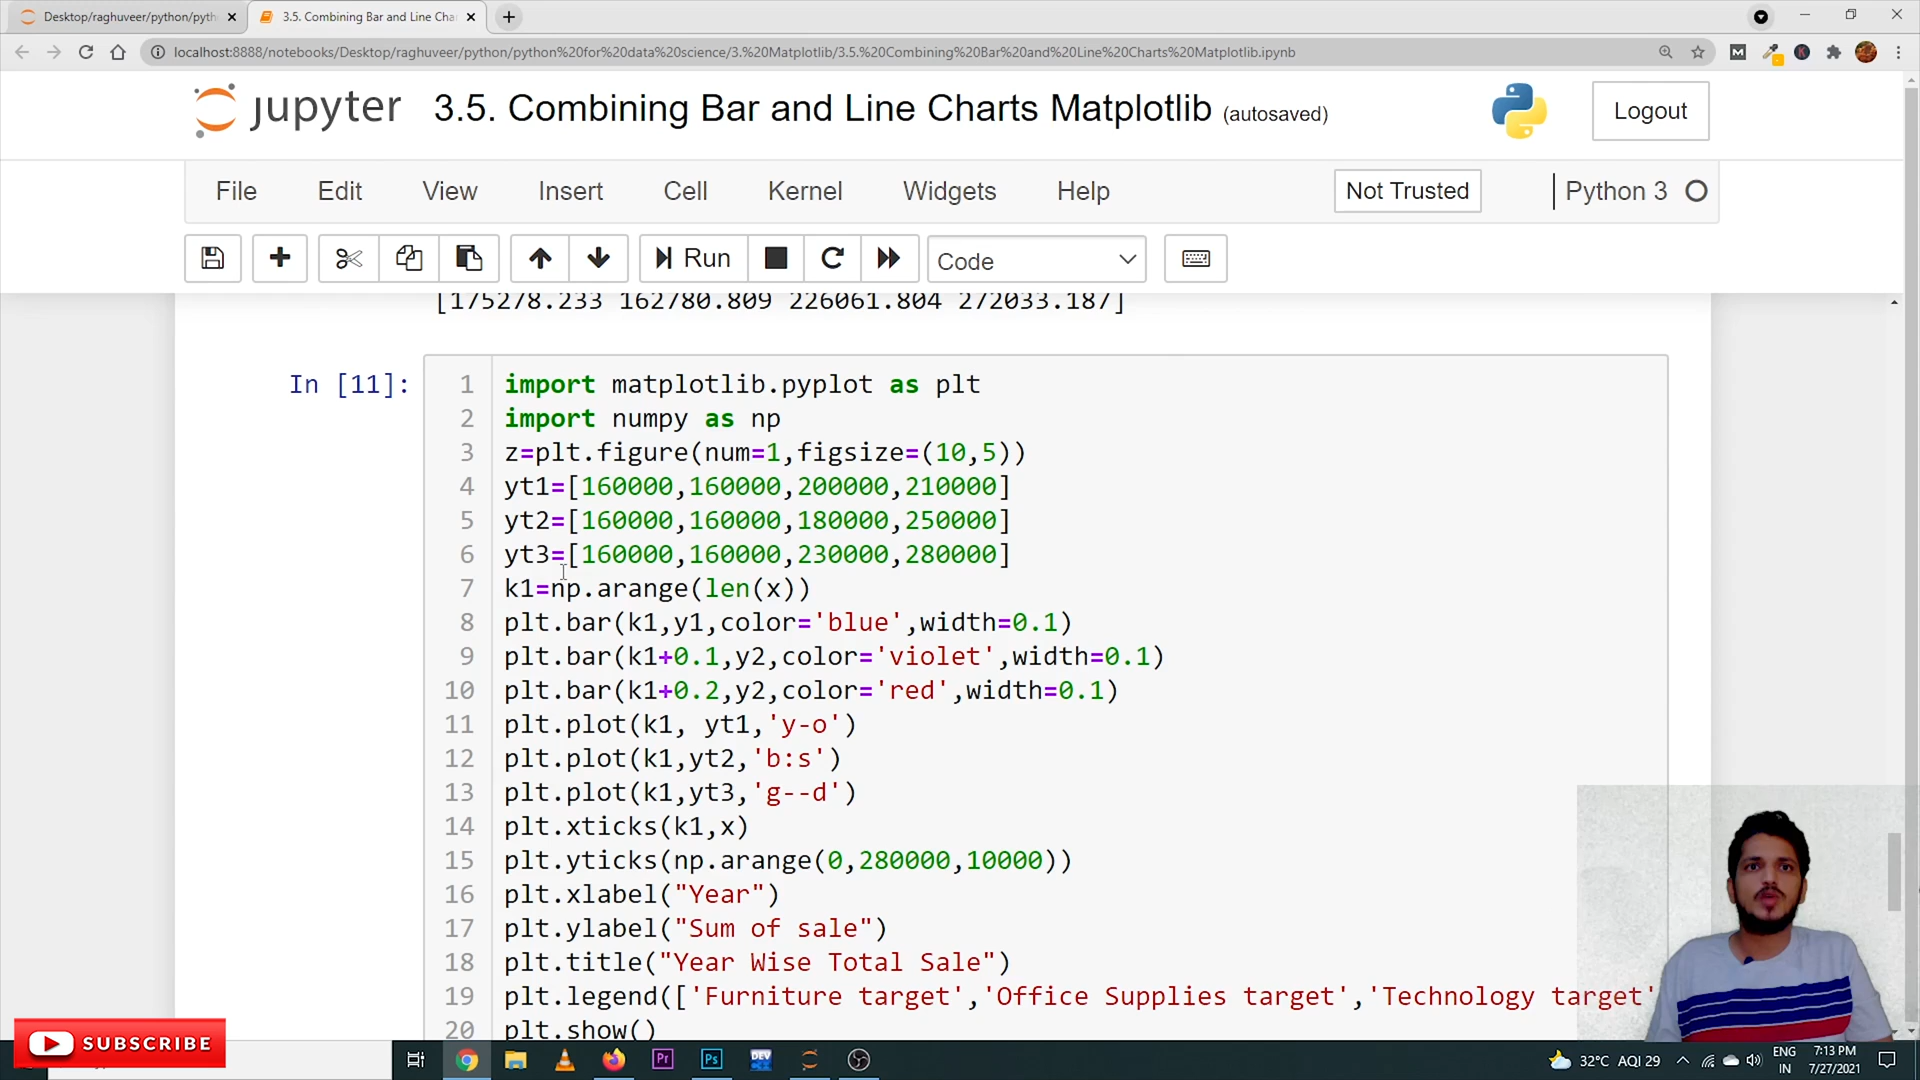 Desktop/raghuveer/python/pyth
3.5. Combining Bar and Line Cha
localhost:8888/notebooks/Desktop/raghuveer/python/python%20for%20data%20science/3.%20Matplotlib/3.5.%20Combining%20Bar%20and%20Line%20Charts%20Matplotlib.ipynb
jupyter 3.5. Combining Bar and Line Charts Matplotlib (autosaved)
Logout
File Edit View Insert Cell Kernel Widgets Help Not Trusted Python 3
Run Code
[175278.233 162780.809 226061.804 272033.187]
In [11]:
1 import matplotlib.pyplot as plt
2 import numpy as np
3 z=plt.figure(num=1,figsize=(10,5))
4 yt1=[160000,160000,200000,210000]
5 yt2=[160000,160000,180000,250000]
6 yt3=[160000,160000,230000,280000]
7 k1=np.arange(len(x))
8 plt.bar(k1,y1,color='blue',width=0.1)
9 plt.bar(k1+0.1,y2,color='violet',width=0.1)
10 plt.bar(k1+0.2,y2,color='red',width=0.1)
11 plt.plot(k1, yt1,'y-o')
12 plt.plot(k1,yt2,'b:s')
13 plt.plot(k1,yt3,'g--d')
14 plt.xticks(k1,x)
15 plt.yticks(np.arange(0,280000,10000))
16 plt.xlabel("Year")
17 plt.ylabel("Sum of sale")
18 plt.title("Year Wise Total Sale")
19 plt.legend(['Furniture target','Office Supplies target','Technology target'
20 plt.show()
SUBSCRIBE
Pr
Ps
DEV
32°C AQI 29
ENG
IN
7:13 PM
7/27/2021